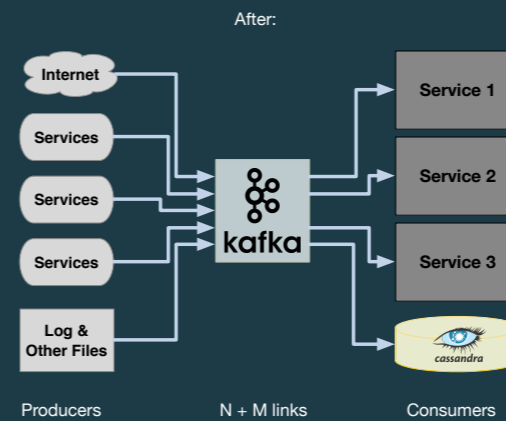 After:
Internet
Services
Services
Services
Log &
Other Files
kafka
Service 1
Service 2
Service 3
cassandra
Producers
N + M links
Consumers